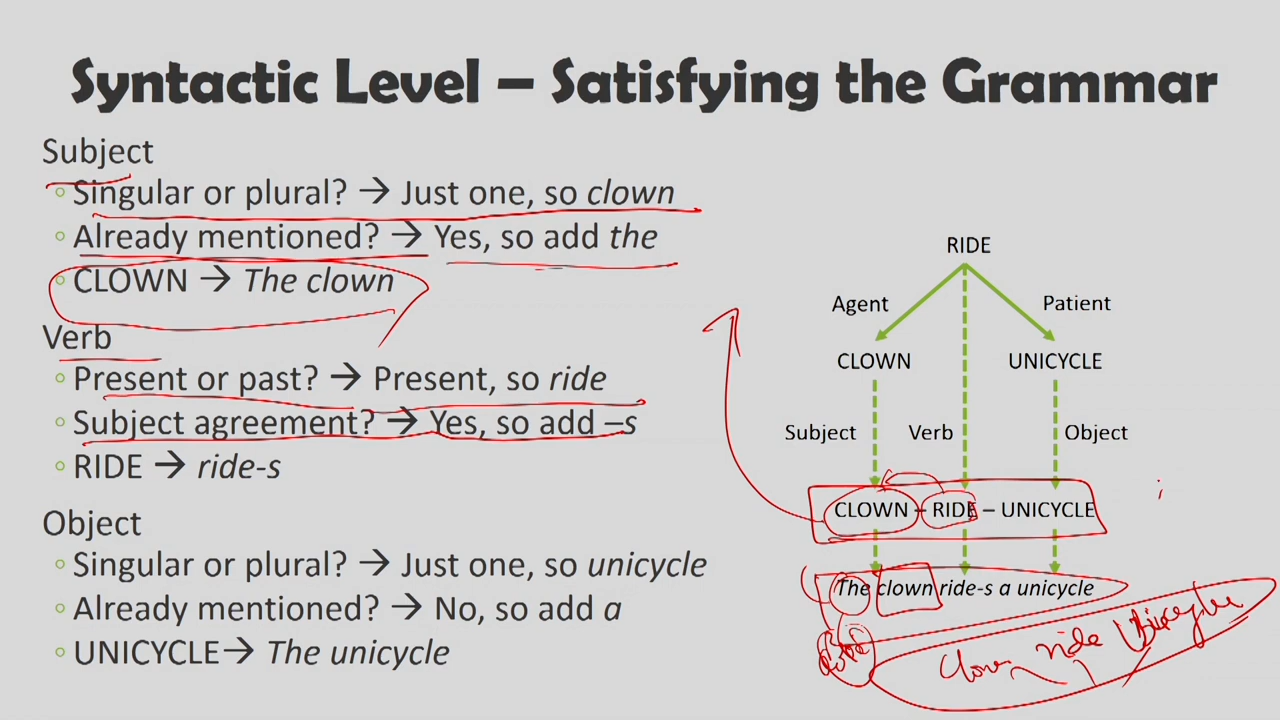 Syntactic Level – Satisfying the Grammar
Subject
Singular or plural? → Just one, so clown
Already mentioned? → Yes, so add the
CLOWN → The clown
Verb
Present or past? → Present, so ride
Subject agreement? → Yes, so add –s
RIDE → ride-s
Object
Singular or plural? → Just one, so unicycle
Already mentioned? → No, so add a
UNICYCLE→ The unicycle
RIDE
Agent Patient
CLOWN UNICYCLE
Subject Verb Object
CLOWN – RIDE – UNICYCLE
The clown ride-s a unicycle
Clown ride